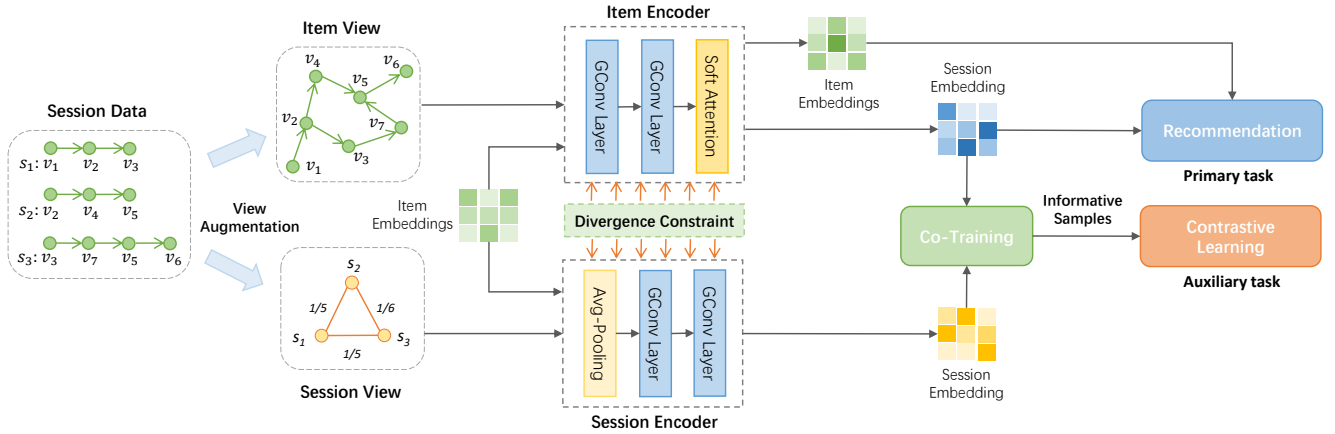 Session Data
s1: v1 v2 v3
s2: v2 v4 v5
s3: v3 v7 v5 v6
View
Augmentation
Item View
v4
v6
v5
v2
v7
v3
v1
s2
1/5
1/6
s1
s3
1/5
Session View
Item
Embeddings
Item Encoder
GConv Layer
GConv Layer
Soft Attention
Divergence Constraint
Avg-Pooling
GConv Layer
GConv Layer
Session Encoder
Item
Embeddings
Session
Embedding
Recommendation
Primary task
Co-Training
Informative
Samples
Contrastive
Learning
Auxiliary task
Session
Embedding